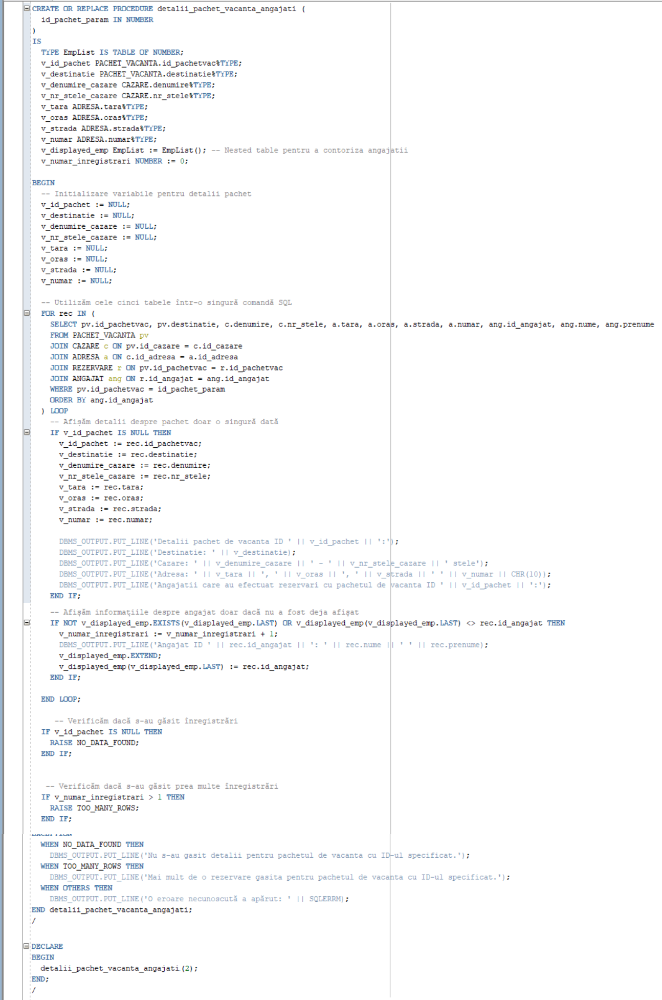 CREATE OR REPLACE PROCEDURE detalii_pachet_vacanta_angajati (
  id_pachet_param IN NUMBER
)
IS
  TYPE EmpList IS TABLE OF NUMBER;
  v_id_pachet PACHET_VACANTA.id_pachetvac%TYPE;
  v_destinatie PACHET_VACANTA.destinatie%TYPE;
  v_denumire_cazare CAZARE.denumire%TYPE;
  v_nr_stele_cazare CAZARE.nr_stele%TYPE;
  v_tara ADRESA.tara%TYPE;
  v_oras ADRESA.oras%TYPE;
  v_strada ADRESA.strada%TYPE;
  v_numar ADRESA.numar%TYPE;
  v_displayed_emp EmpList := EmpList(); -- Nested table pentru a contoriza angajatii
  v_numar_inregistrari NUMBER := 0;

BEGIN
  -- Initializare variabile pentru detalii pachet
  v_id_pachet := NULL;
  v_destinatie := NULL;
  v_denumire_cazare := NULL;
  v_nr_stele_cazare := NULL;
  v_tara := NULL;
  v_oras := NULL;
  v_strada := NULL;
  v_numar := NULL;

  -- Utilizăm cele cinci tabele într-o singură comandă SQL
  FOR rec IN (
    SELECT pv.id_pachetvac, pv.destinatie, c.denumire, c.nr_stele, a.tara, a.oras, a.strada, a.numar, ang.id_angajat, ang.nume, ang.prenume
    FROM PACHET_VACANTA pv
    JOIN CAZARE c ON pv.id_cazare = c.id_cazare
    JOIN ADRESA a ON c.id_adresa = a.id_adresa
    JOIN REZERVARE r ON pv.id_pachetvac = r.id_pachetvac
    JOIN ANGAJAT ang ON r.id_angajat = ang.id_angajat
    WHERE pv.id_pachetvac = id_pachet_param
    ORDER BY ang.id_angajat
  ) LOOP
    -- Afișăm detalii despre pachet doar o singură dată
    IF v_id_pachet IS NULL THEN
      v_id_pachet := rec.id_pachetvac;
      v_destinatie := rec.destinatie;
      v_denumire_cazare := rec.denumire;
      v_nr_stele_cazare := rec.nr_stele;
      v_tara := rec.tara;
      v_oras := rec.oras;
      v_strada := rec.strada;
      v_numar := rec.numar;

      DBMS_OUTPUT.PUT_LINE('Detalii pachet de vacanta ID ' || v_id_pachet || ':');
      DBMS_OUTPUT.PUT_LINE('Destinatie: ' || v_destinatie);
      DBMS_OUTPUT.PUT_LINE('Cazare: ' || v_denumire_cazare || ' - ' || v_nr_stele_cazare || ' stele');
      DBMS_OUTPUT.PUT_LINE('Adresa: ' || v_tara || ', ' || v_oras || ', ' || v_strada || ' ' || v_numar || CHR(10));
      DBMS_OUTPUT.PUT_LINE('Angajatii care au efectuat rezervari cu pachetul de vacanta ID ' || v_id_pachet || ':');
    END IF;
    -- Afișăm informațiile despre angajat doar dacă nu a fost deja afișat
    IF NOT v_displayed_emp.EXISTS(v_displayed_emp.LAST) OR v_displayed_emp(v_displayed_emp.LAST) <> rec.id_angajat THEN
      v_numar_inregistrari := v_numar_inregistrari + 1;
      DBMS_OUTPUT.PUT_LINE('Angajat ID ' || rec.id_angajat || ': ' || rec.nume || ' ' || rec.prenume);
      v_displayed_emp.EXTEND;
      v_displayed_emp(v_displayed_emp.LAST) := rec.id_angajat;
    END IF;

  END LOOP;

     -- Verificăm dacă s-au găsit înregistrări
  IF v_id_pachet IS NULL THEN
    RAISE NO_DATA_FOUND;
  END IF;

   -- Verificăm dacă s-au găsit prea multe înregistrări
  IF v_numar_inregistrari > 1 THEN
    RAISE TOO_MANY_ROWS;
  END IF;
EXCEPTION
  WHEN NO_DATA_FOUND THEN
    DBMS_OUTPUT.PUT_LINE('Nu s-au gasit detalii pentru pachetul de vacanta cu ID-ul specificat.');
  WHEN TOO_MANY_ROWS THEN
    DBMS_OUTPUT.PUT_LINE('Mai mult de o rezervare gasita pentru pachetul de vacanta cu ID-ul specificat.');
  WHEN OTHERS THEN
    DBMS_OUTPUT.PUT_LINE('O eroare necunoscută a apărut: ' || SQLERRM);
END detalii_pachet_vacanta_angajati;
/

DECLARE
BEGIN
  detalii_pachet_vacanta_angajati(2);
END;
/